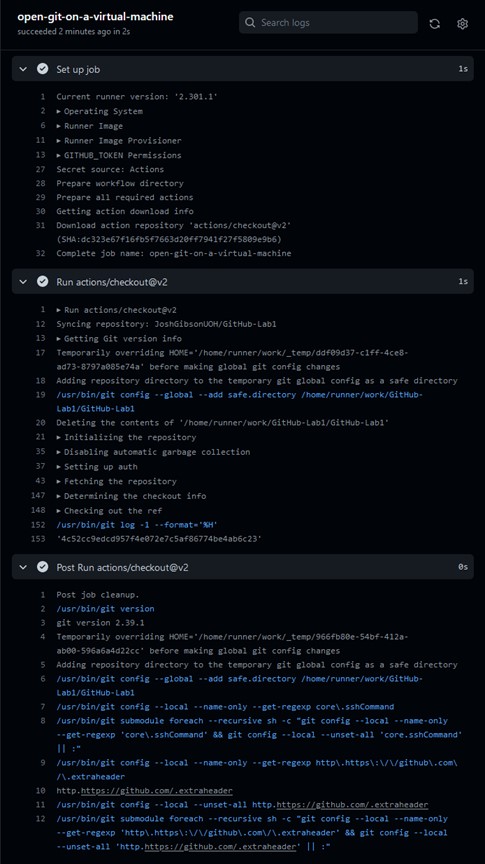 open-git-on-a-virtual-machine
succeeded 2 minutes ago in 2s
Search logs
Set up job 1s
1 Current runner version: '2.301.1'
2 ▸ Operating System
6 ▸ Runner Image
11 ▸ Runner Image Provisioner
13 ▸ GITHUB_TOKEN Permissions
27 Secret source: Actions
28 Prepare workflow directory
29 Prepare all required actions
30 Getting action download info
31 Download action repository 'actions/checkout@v2'
(SHA:dc323e67f16fb5f7663d20ff7941f27f5809e9b6)
32 Complete job name: open-git-on-a-virtual-machine
Run actions/checkout@v2 1s
1 ▸ Run actions/checkout@v2
12 Syncing repository: JoshGibsonUOH/GitHub-Lab1
13 ▸ Getting Git version info
17 Temporarily overriding HOME='/home/runner/work/_temp/ddf09d37-c1ff-4ce8-
ad73-8797a085e74a' before making global git config changes
18 Adding repository directory to the temporary git global config as a safe directory
19 /usr/bin/git config --global --add safe.directory /home/runner/work/GitHub-
Lab1/GitHub-Lab1
20 Deleting the contents of '/home/runner/work/GitHub-Lab1/GitHub-Lab1'
21 ▸ Initializing the repository
35 ▸ Disabling automatic garbage collection
37 ▸ Setting up auth
43 ▸ Fetching the repository
147 ▸ Determining the checkout info
148 ▸ Checking out the ref
152 /usr/bin/git log -1 --format='%H'
153 '4c52cc9edcd957f4e072e7c5af86774be4ab6c23'
Post Run actions/checkout@v2 0s
1 Post job cleanup.
2 /usr/bin/git version
3 git version 2.39.1
4 Temporarily overriding HOME='/home/runner/work/_temp/966fb80e-54bf-412a-
ab00-596a6a4d22cc' before making global git config changes
5 Adding repository directory to the temporary git global config as a safe directory
6 /usr/bin/git config --global --add safe.directory /home/runner/work/GitHub-
Lab1/GitHub-Lab1
7 /usr/bin/git config --local --name-only --get-regexp core\.sshCommand
8 /usr/bin/git submodule foreach --recursive sh -c "git config --local --name-only
--get-regexp 'core\.sshCommand' && git config --local --unset-all 'core.sshCommand'
|| :"
9 /usr/bin/git config --local --name-only --get-regexp http\.https\:\/\/github\.com\
/\.extraheader
10 http.https://github.com/.extraheader
11 /usr/bin/git config --local --unset-all http.https://github.com/.extraheader
12 /usr/bin/git submodule foreach --recursive sh -c "git config --local --name-only
--get-regexp 'http\.https\:\/\/github\.com\/\.extraheader' && git config --local
--unset-all 'http.https://github.com/.extraheader' || :"